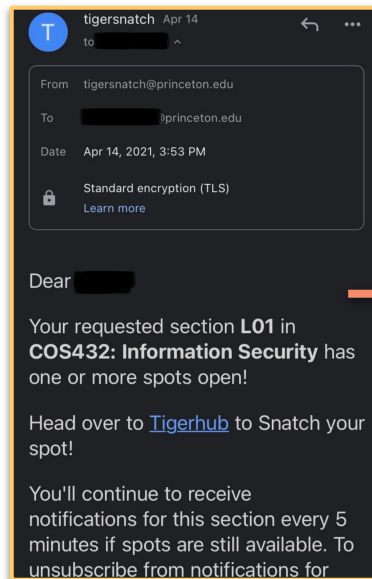 T
tigersnatch Apr 14
to
From tigersnatch@princeton.edu
To @princeton.edu
Date Apr 14, 2021, 3:53 PM
Standard encryption (TLS)
Learn more
Dear
Your requested section L01 in
COS432: Information Security has
one or more spots open!
Head over to Tigerhub to Snatch your
spot!
You'll continue to receive
notifications for this section every 5
minutes if spots are still available. To
unsubscribe from notifications for